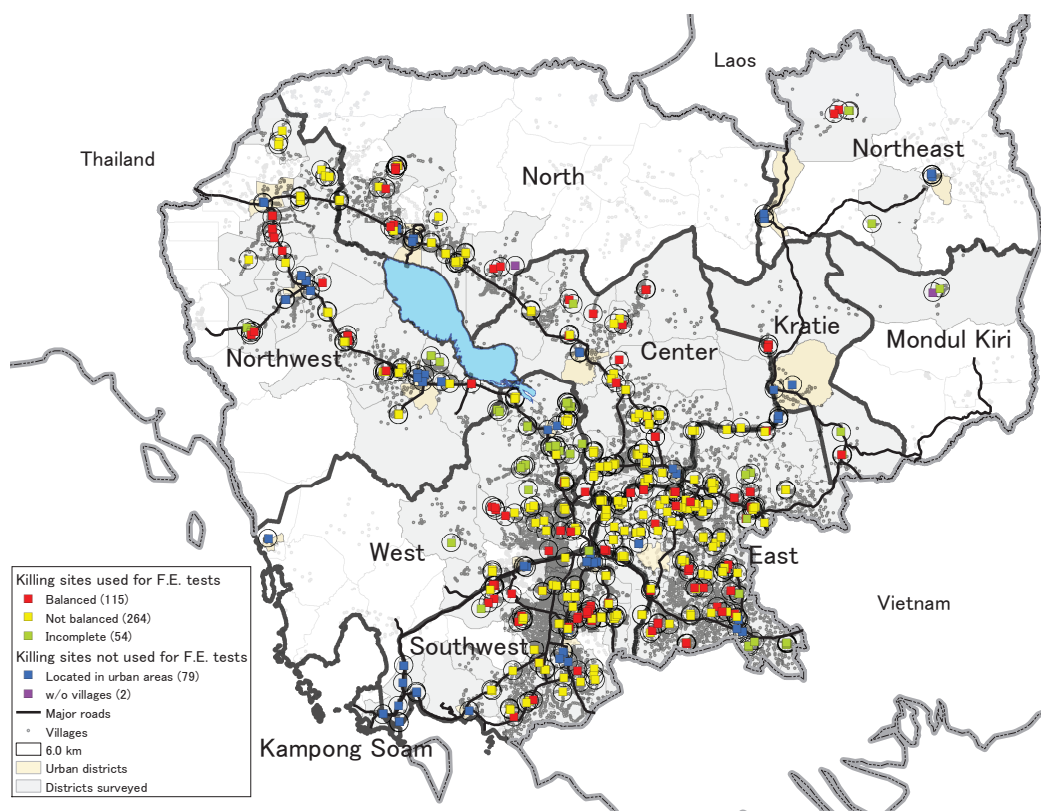 Laos
Thailand
Northeast
North
Kratie
Center
Mondul Kiri
Northwest
West
East
Vietnam
Southwest
Kampong Soam
Killing sites used for F.E. tests
Balanced (115)
Not balanced (264)
Incomplete (54)
Killing sites not used for F.E. tests
Located in urban areas (79)
w/o villages (2)
Major roads
Villages
6.0 km
Urban districts
Districts surveyed